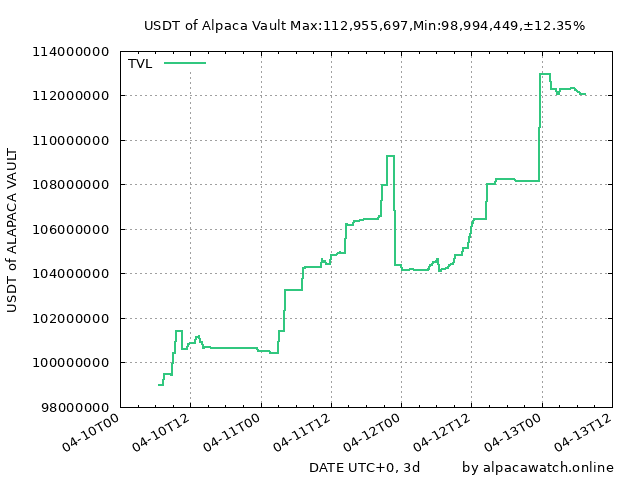 USDT of Alpaca Vault Max:112,955,697,Min:98,994,449,±12.35%
TVL
114000000
112000000
110000000
108000000
106000000
104000000
102000000
100000000
98000000
USDT of ALAPACA VAULT
04-10T00
04-10T12
04-11T00
04-11T12
04-12T00
04-12T12
04-13T00
04-13T12
DATE UTC+0, 3d
by alpacawatch.online